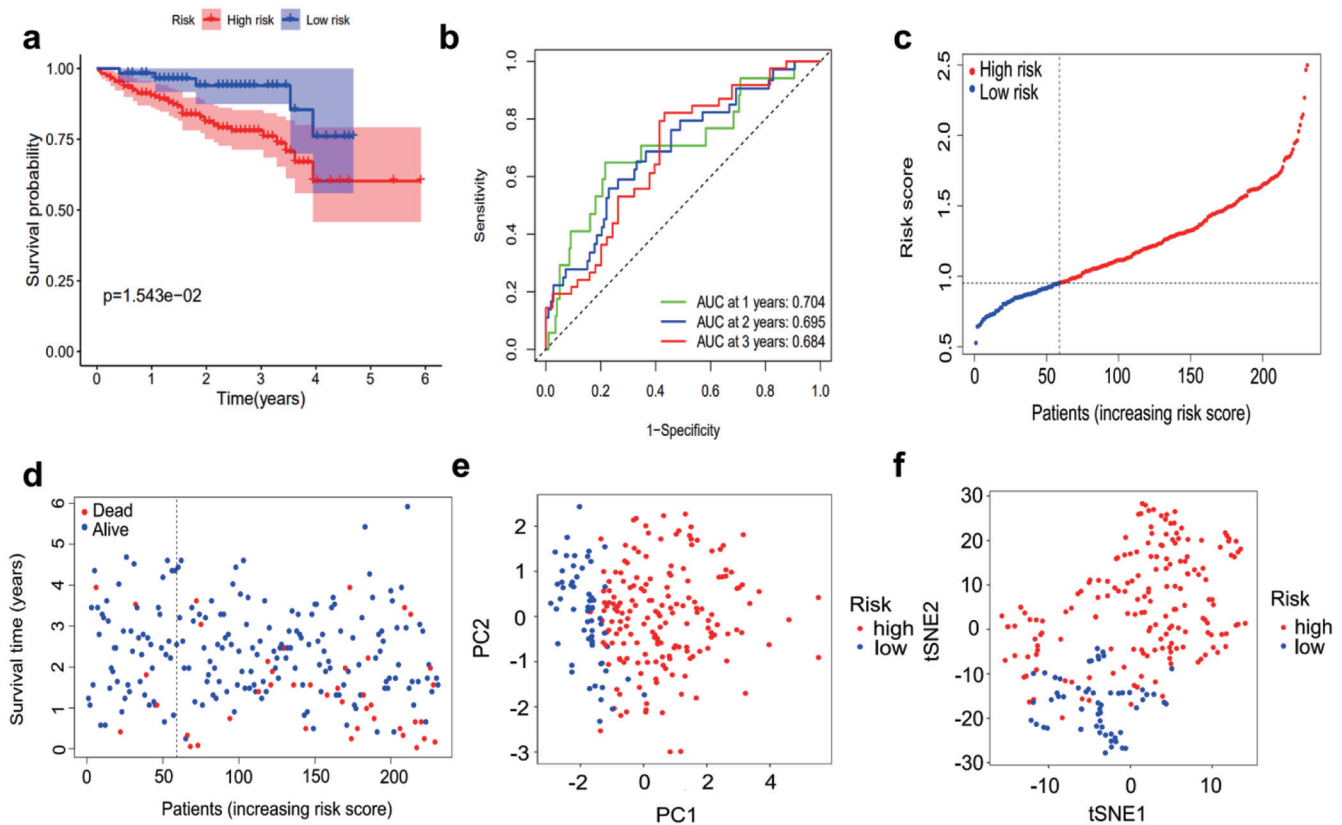 Risk High risk Low risk
a
Survival probability
1.00
0.75
0.50
0.25
0.00
p=1.543e−02
0 1 2 3 4 5 6
Time(years)
b
Sensitivity
1.0
0.8
0.6
0.4
0.2
0.0
AUC at 1 years: 0.704
AUC at 2 years: 0.695
AUC at 3 years: 0.684
0.0 0.2 0.4 0.6 0.8 1.0
1−Specificity
c
High risk
Low risk
Risk score
2.5
2.0
1.5
1.0
0.5
0 50 100 150 200
Patients (increasing risk score)
d
Dead
Alive
Survival time (years)
6
5
4
3
2
1
0
0 50 100 150 200
Patients (increasing risk score)
e
PC2
2
1
0
-1
-2
-3
-2 0 2 4
PC1
Risk
high
low
f
tSNE2
30
20
10
0
-10
-20
-30
-10 0 10
tSNE1
Risk
high
low